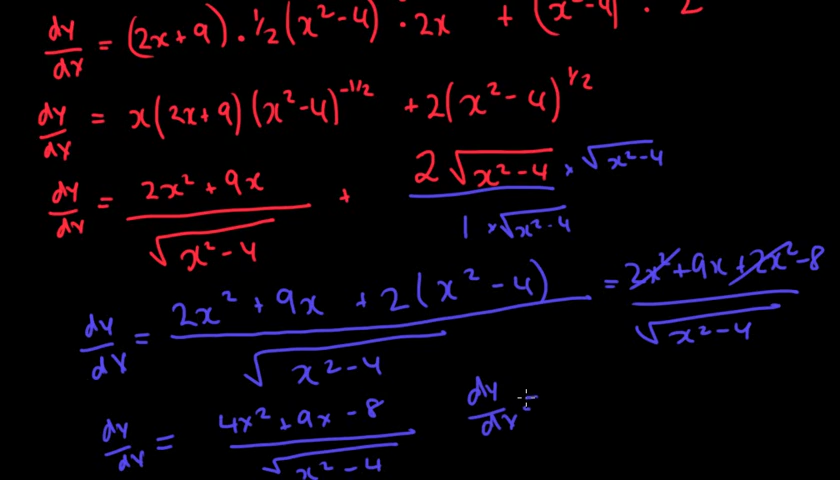 dy/dx = (2x+9) · 1/2 (x²-4) · 2x + (x²-4) · 2
dy/dx = x(2x+9)(x²-4)^-1/2 + 2(x²-4)^1/2
dy/dx = 2x²+9x / √x²-4 + 2√x²-4 × √x²-4 / 1 × √x²-4
dy/dx = 2x²+9x+2(x²-4) / √x²-4 = 2x²+9x+2x²-8 / √x²-4
dy/dx = 4x²+9x-8 / √x²-4 dy/dx =